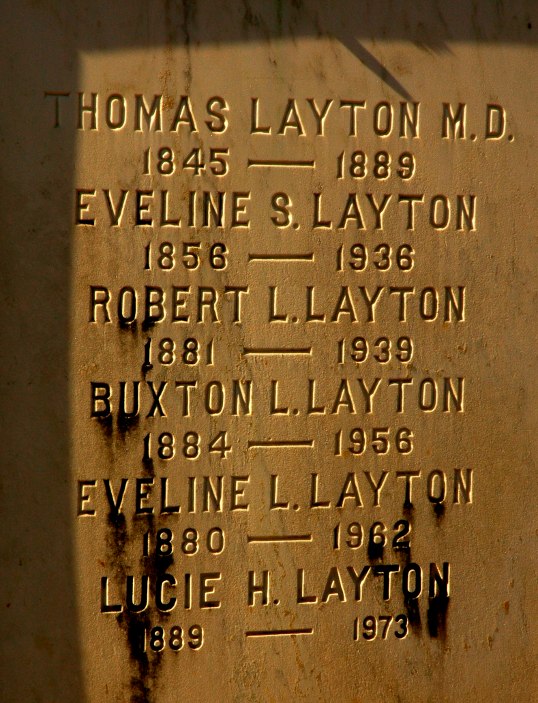 THOMAS LAYTON M.D.
1845 — 1889
EVELINE S. LAYTON
1856 — 1936
ROBERT L. LAYTON
1881 — 1939
BUXTON L. LAYTON
1884 — 1956
EVELINE L. LAYTON
1880 — 1962
LUCIE H. LAYTON
1889 — 1973